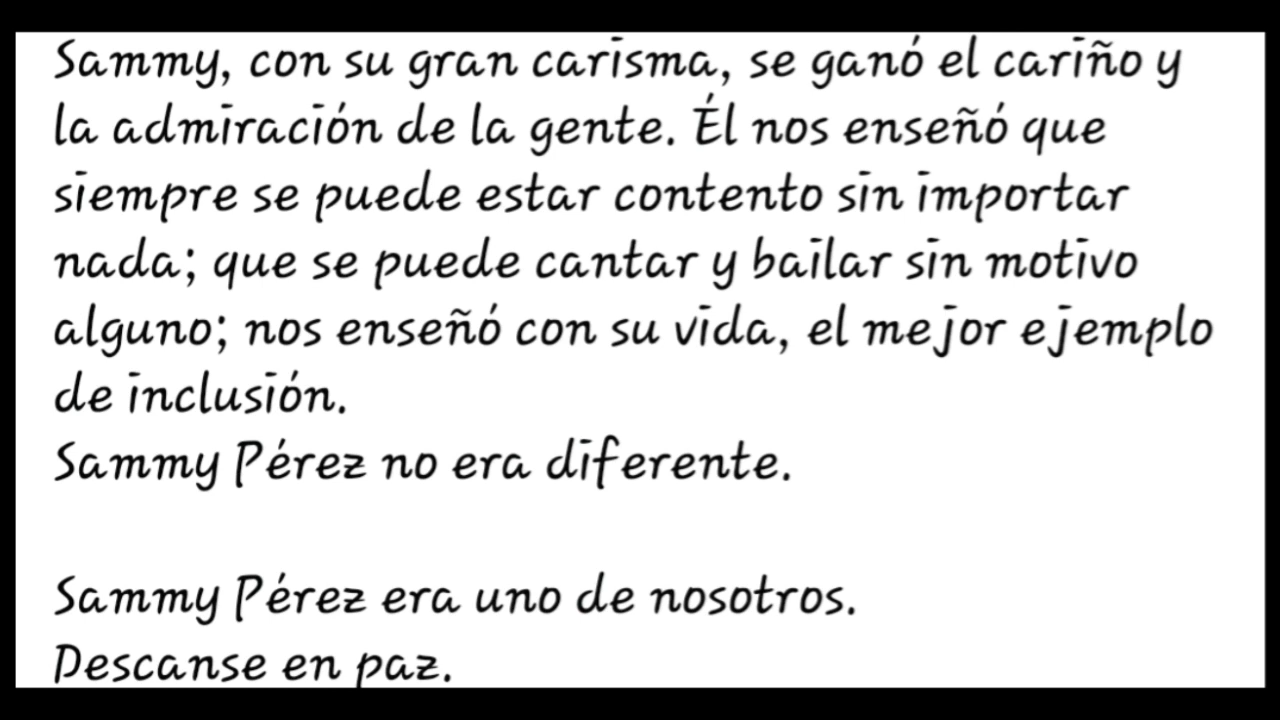 Sammy, con su gran carisma, se ganó el cariño y
la admiración de la gente. Él nos enseñó que
siempre se puede estar contento sin importar
nada; que se puede cantar y bailar sin motivo
alguno; nos enseñó con su vida, el mejor ejemplo
de inclusión.
Sammy Pérez no era diferente.
Sammy Pérez era uno de nosotros.
Descanse en paz.